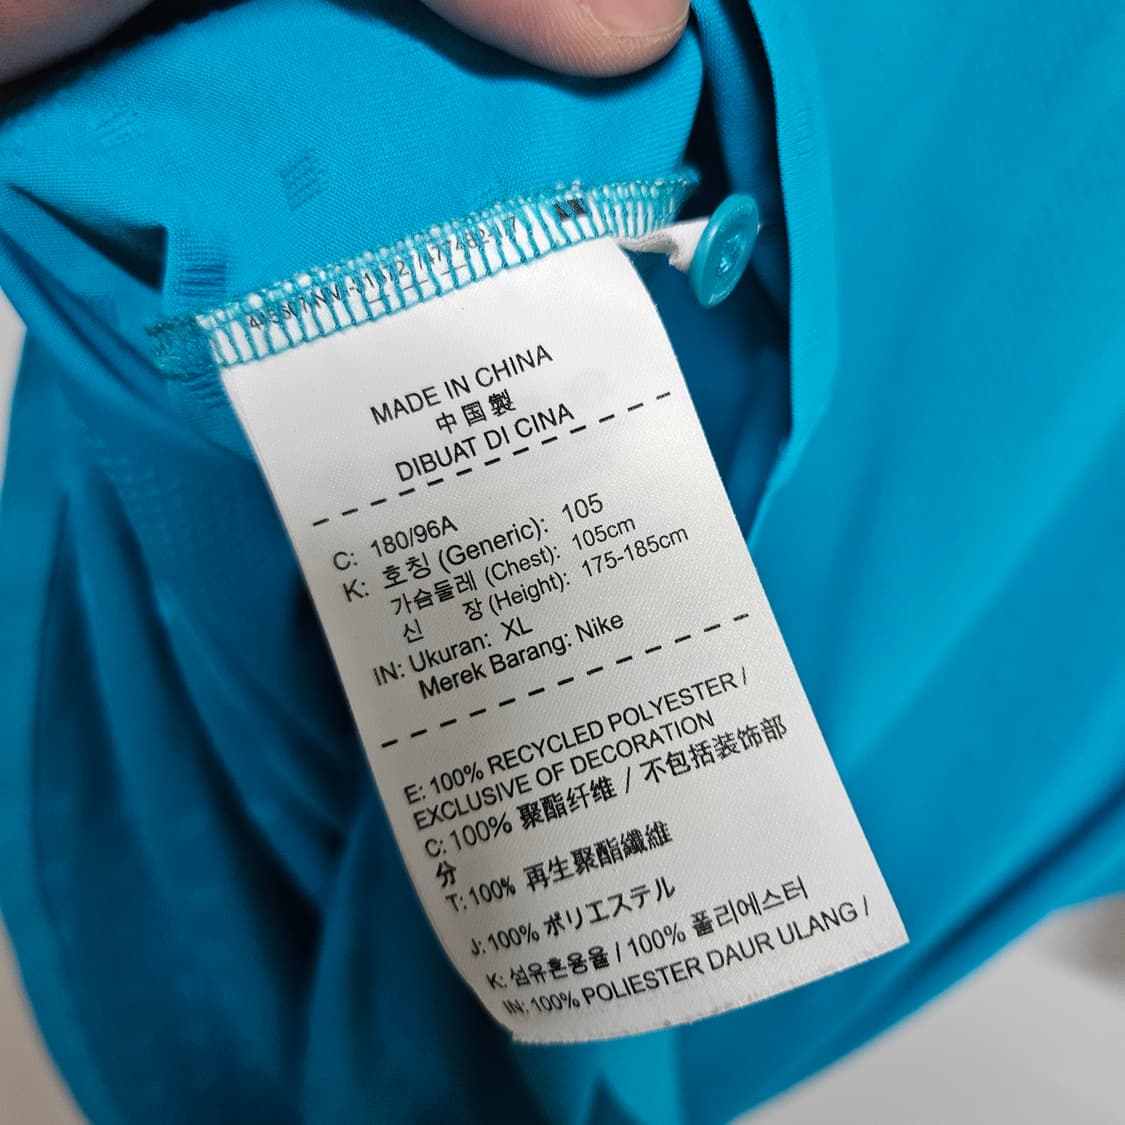 MADE IN CHINA
中国製
DIBUAT DI CINA
C: 180/96A
K: 호칭 (Generic): 105
가슴둘레 (Chest): 105cm
신 장 (Height): 175-185cm
IN: Ukuran: XL
Merek Barang: Nike
E: 100% RECYCLED POLYESTER /
EXCLUSIVE OF DECORATION
C: 100% 聚酯纤维 / 不包括装饰部
分
T: 100% 再生聚酯纖維
J: 100% ポリエステル
K: 섬유혼용율 / 100% 폴리에스터
IN: 100% POLIESTER DAUR ULANG /